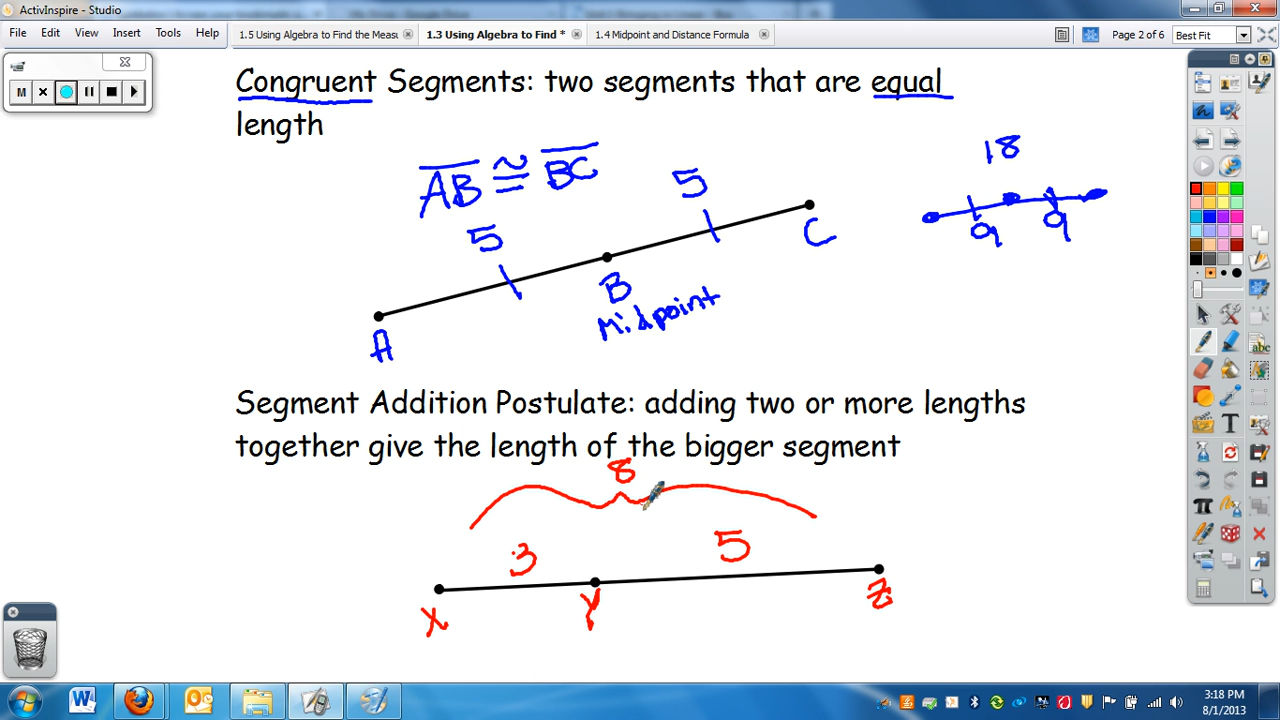 ActivInspire - Studio
File Edit View Insert Tools Help
1.5 Using Algebra to Find the Measu
1.3 Using Algebra to Find *
1.4 Midpoint and Distance Formula
Page 2 of 6
Best Fit
M
Congruent Segments: two segments that are equal
length
AB ≅ BC
18
5
5
9 9
C
B
Midpoint
A
Segment Addition Postulate: adding two or more lengths
together give the length of the bigger segment
8
3 5
X Y Z
abc
T
π
W
3:18 PM
8/1/2013